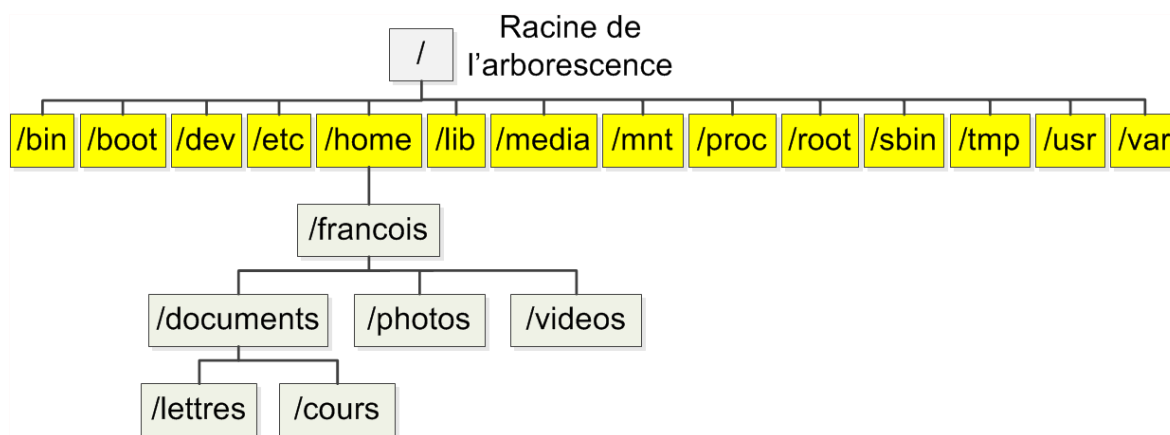 Racine de
l'arborescence
/
/bin
/boot
/dev
/etc
/home
/lib
/media
/mnt
/proc
/root
/sbin
/tmp
/usr
/var
/francois
/documents
/photos
/videos
/lettres
/cours